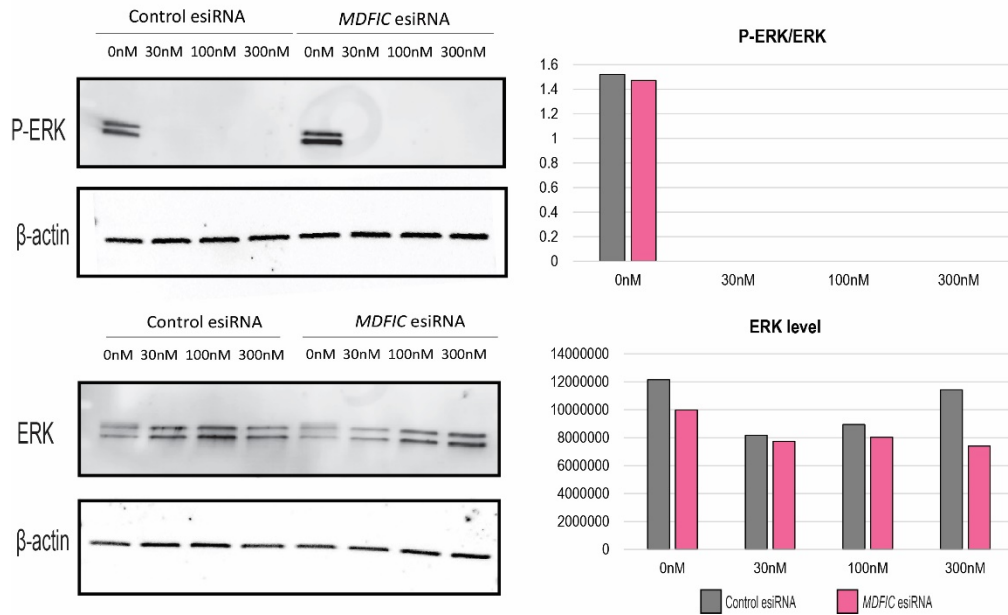 Control esiRNA MDFIC esiRNA
0nM 30nM 100nM 300nM 0nM 30nM 100nM 300nM
P-ERK
β-actin
Control esiRNA MDFIC esiRNA
0nM 30nM 100nM 300nM 0nM 30nM 100nM 300nM
ERK
β-actin
P-ERK/ERK
1.6
1.4
1.2
1
0.8
0.6
0.4
0.2
0
0nM 30nM 100nM 300nM
ERK level
14000000
12000000
10000000
8000000
6000000
4000000
2000000
0
0nM 30nM 100nM 300nM
Control esiRNA MDFIC esiRNA